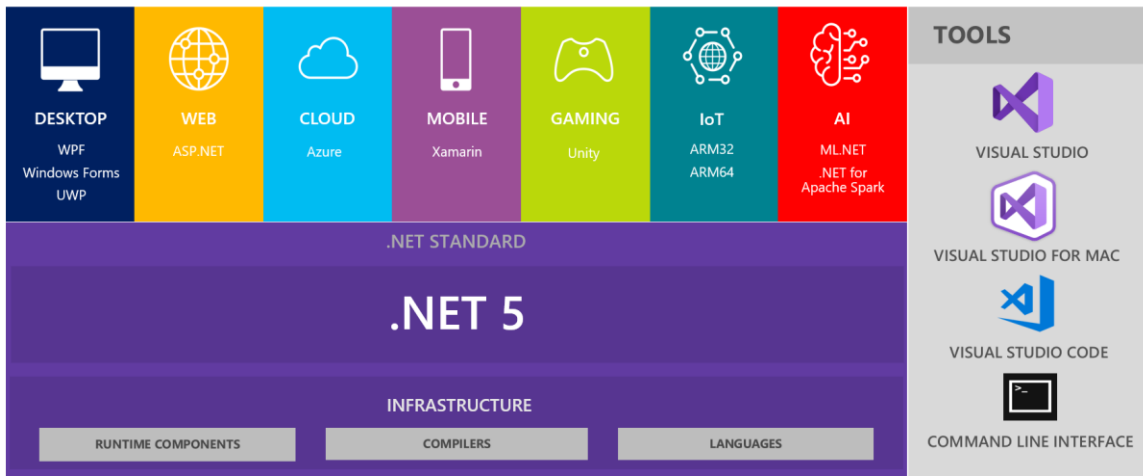 DESKTOP
WPF
Windows Forms
UWP
WEB
ASP.NET
CLOUD
Azure
MOBILE
Xamarin
GAMING
Unity
IoT
ARM32
ARM64
AI
ML.NET
.NET for
Apache Spark
.NET STANDARD
.NET 5
INFRASTRUCTURE
RUNTIME COMPONENTS
COMPILERS
LANGUAGES
TOOLS
VISUAL STUDIO
VISUAL STUDIO FOR MAC
VISUAL STUDIO CODE
>_
COMMAND LINE INTERFACE